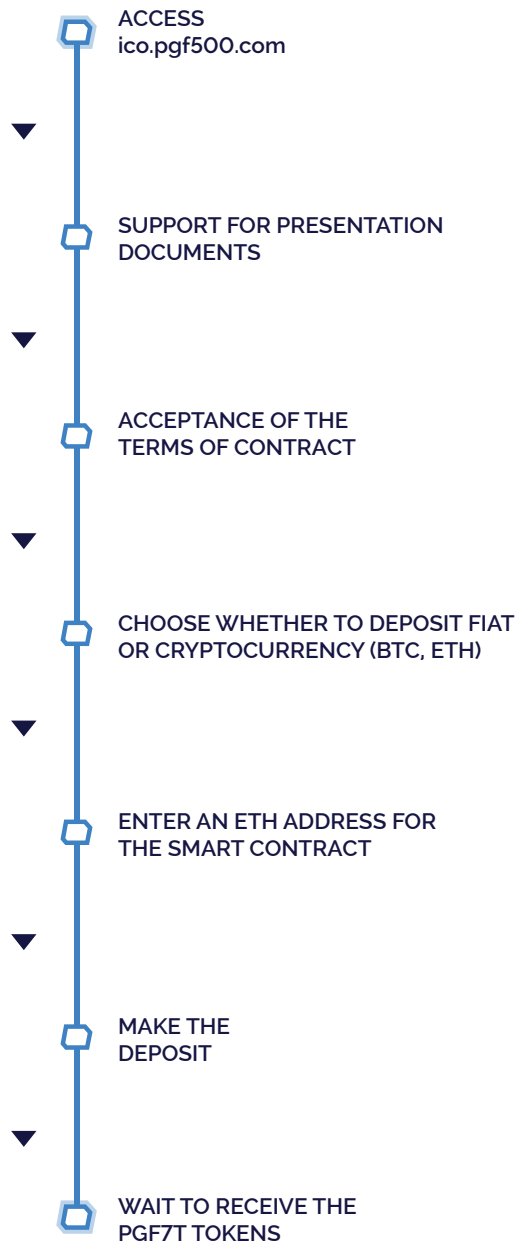 ACCESS
ico.pgf500.com
SUPPORT FOR PRESENTATION
DOCUMENTS
ACCEPTANCE OF THE
TERMS OF CONTRACT
CHOOSE WHETHER TO DEPOSIT FIAT
OR CRYPTOCURRENCY (BTC, ETH)
ENTER AN ETH ADDRESS FOR
THE SMART CONTRACT
MAKE THE
DEPOSIT
WAIT TO RECEIVE THE
PGF7T TOKENS